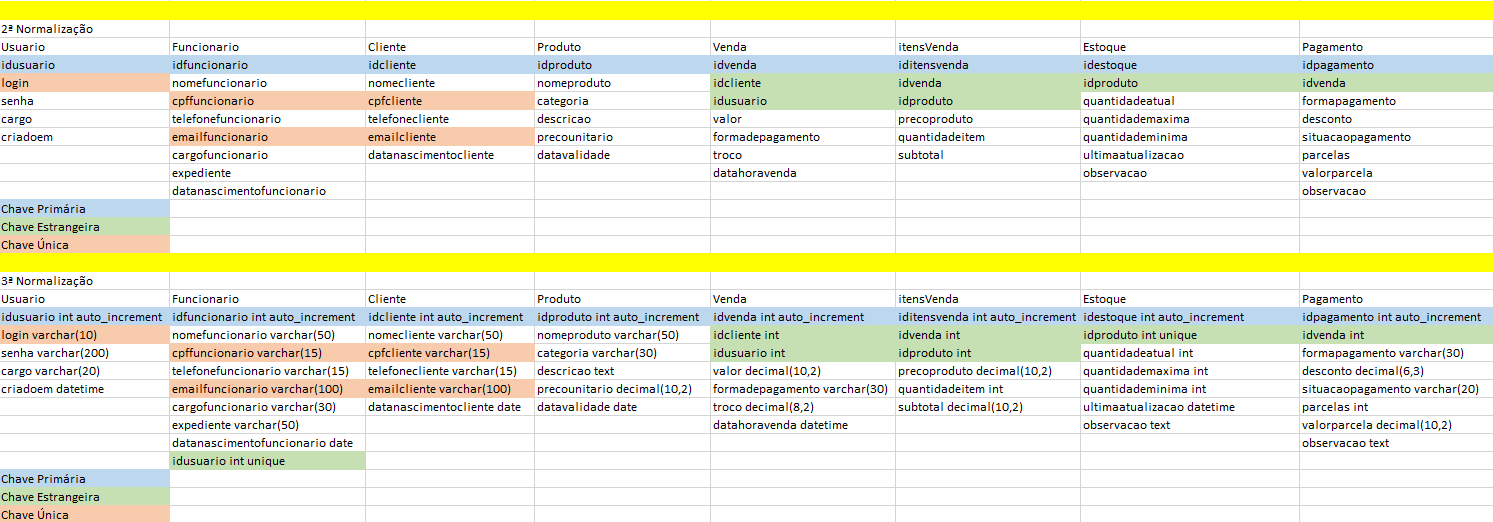 2ª Normalização
Usuario Funcionario Cliente Produto Venda itensVenda Estoque Pagamento
idusuario idfuncionario idcliente idproduto idvenda iditensvenda idestoque idpagamento
login nomefuncionario nomecliente nomeproduto idcliente idvenda idproduto idvenda
senha cpffuncionario cpfcliente categoria idusuario idproduto quantidadeatual formapagamento
cargo telefonefuncionario telefonecliente descricao valor precoproduto quantidademaxima desconto
criadoem emailfuncionario emailcliente precounitario formadepagamento quantidadeitem quantidademinima situacaopagamento
cargofuncionario datanascimentocliente datavalidade troco subtotal ultimaatualizacao parcelas
expediente datahoravenda observacao valorparcela
datanascimentofuncionario observacao
Chave Primária
Chave Estrangeira
Chave Única
3ª Normalização
Usuario Funcionario Cliente Produto Venda itensVenda Estoque Pagamento
idusuario int auto_increment idfuncionario int auto_increment idcliente int auto_increment idproduto int auto_increment idvenda int auto_increment iditensvenda int auto_increment idestoque int auto_increment idpagamento int auto_increment
login varchar(10) nomefuncionario varchar(50) nomecliente varchar(50) nomeproduto varchar(50) idcliente int idvenda int idproduto int unique idvenda int
senha varchar(200) cpffuncionario varchar(15) cpfcliente varchar(15) categoria varchar(30) idusuario int idproduto int quantidadeatual int formapagamento varchar(30)
cargo varchar(20) telefonefuncionario varchar(15) telefonecliente varchar(15) descricao text valor decimal(10,2) precoproduto decimal(10,2) quantidademaxima int desconto decimal(6,3)
criadoem datetime emailfuncionario varchar(100) emailcliente varchar(100) precounitario decimal(10,2) formadepagamento varchar(30) quantidadeitem int quantidademinima int situacaopagamento varchar(20)
cargofuncionario varchar(30) datanascimentocliente date datavalidade date troco decimal(8,2) subtotal decimal(10,2) ultimaatualizacao datetime parcelas int
expediente varchar(50) datahoravenda datetime observacao text valorparcela decimal(10,2)
datanascimentofuncionario date observacao text
idusuario int unique
Chave Primária
Chave Estrangeira
Chave Única